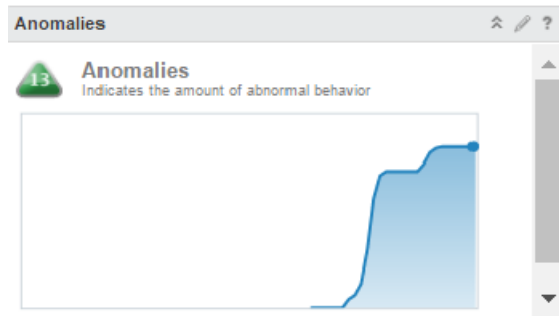 Anomalies ?
13 Anomalies
Indicates the amount of abnormal behavior